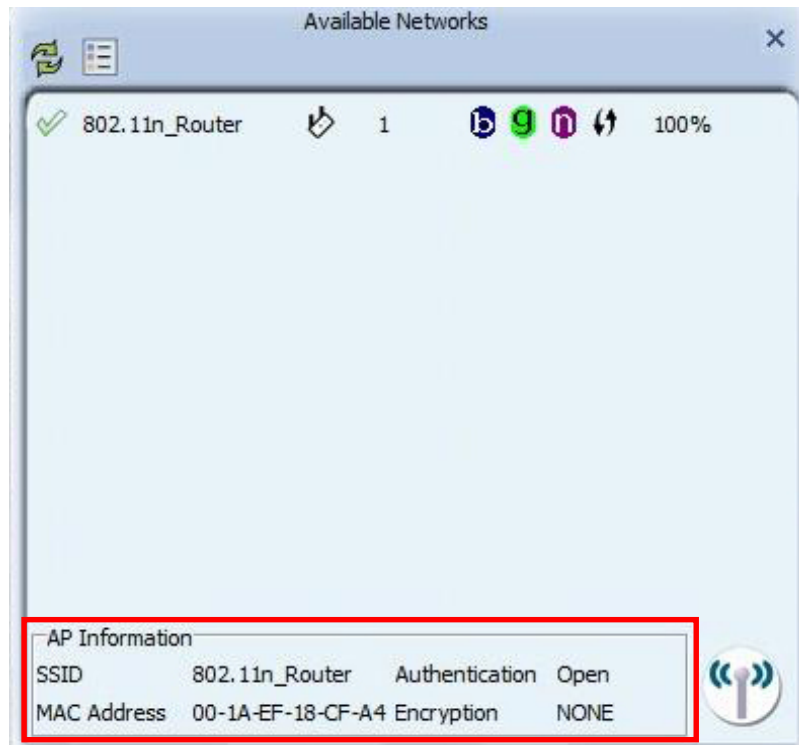 Available Networks
802.11n_Router 1 b g n 100%
AP Information
SSID 802.11n_Router Authentication Open
MAC Address 00-1A-EF-18-CF-A4 Encryption NONE